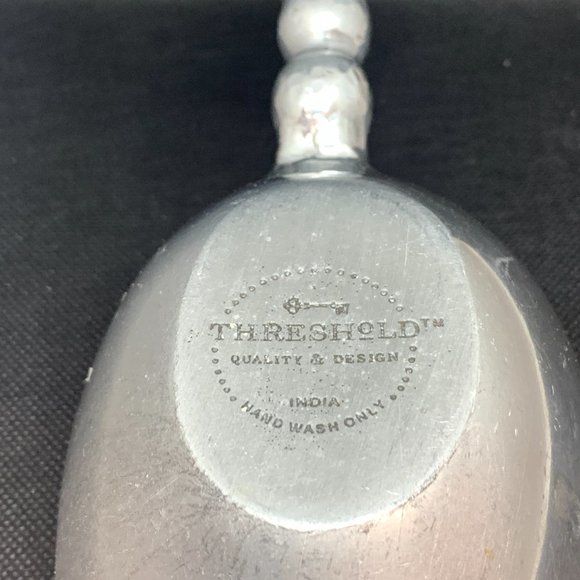 THRESHOLD™
QUALITY & DESIGN
·INDIA·
HAND WASH ONLY